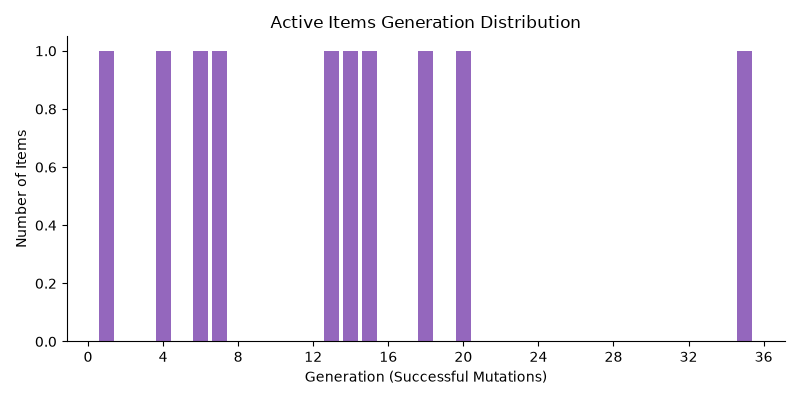 Active Items Generation Distribution
Number of Items
1.0
0.8
0.6
0.4
0.2
0.0
0 4 8 12 16 20 24 28 32 36
Generation (Successful Mutations)